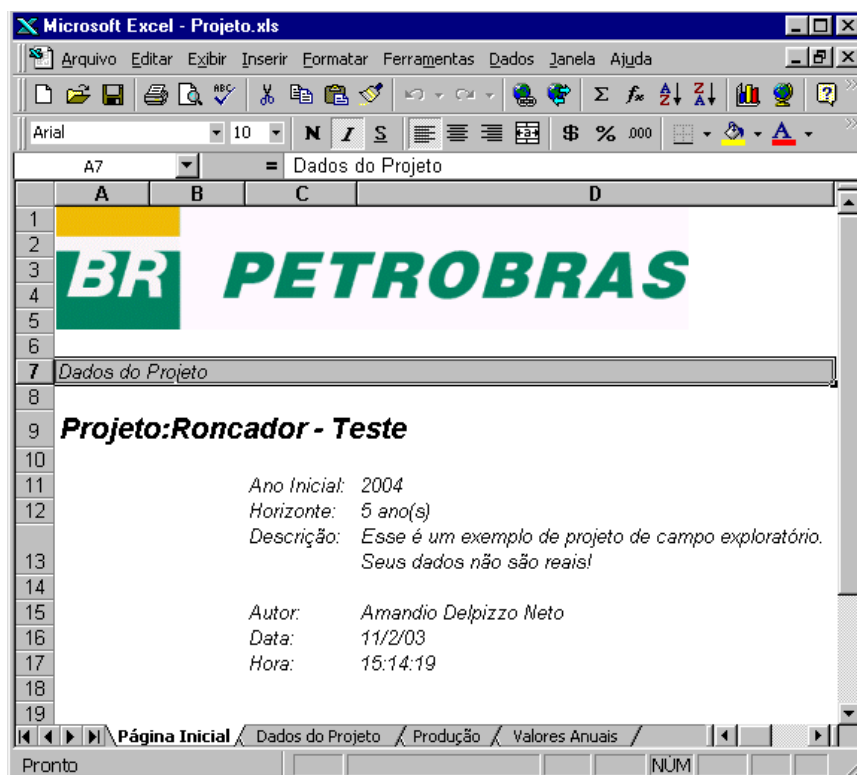 Microsoft Excel - Projeto.xls
Arquivo Editar Exibir Inserir Formatar Ferramentas Dados Janela Ajuda
ABC Σ fx A Z Z A ?
Arial 10 N I S a $ % 000 A
A7 = Dados do Projeto
A B C D
1
2
3 BR PETROBRAS
4
5
6
7 Dados do Projeto
8
9 Projeto:Roncador - Teste
10
11 Ano Inicial: 2004
12 Horizonte: 5 ano(s)
Descrição: Esse é um exemplo de projeto de campo exploratório.
13 Seus dados não são reais!
14
15 Autor: Amandio Delpizzo Neto
16 Data: 11/2/03
17 Hora: 15:14:19
18
19
Página Inicial Dados do Projeto Produção Valores Anuais
Pronto NÚM